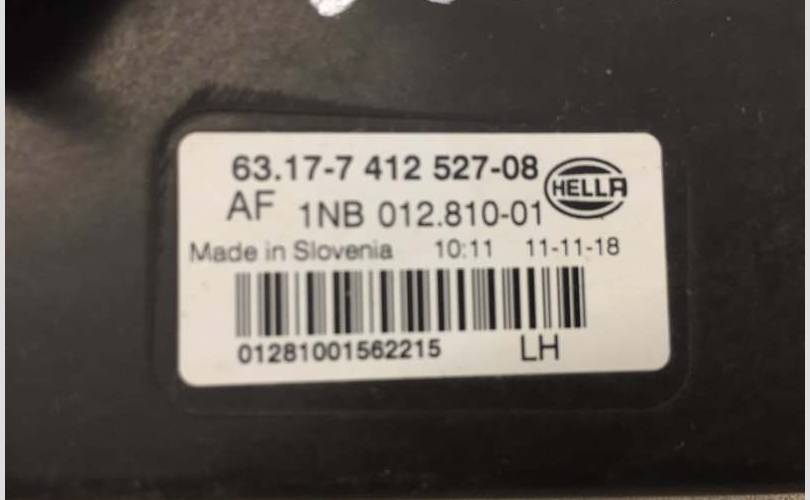 63.17-7 412 527-08
HELLA
AF 1NB 012.810-01
Made in Slovenia 10:11 11-11-18
01281001562215 LH